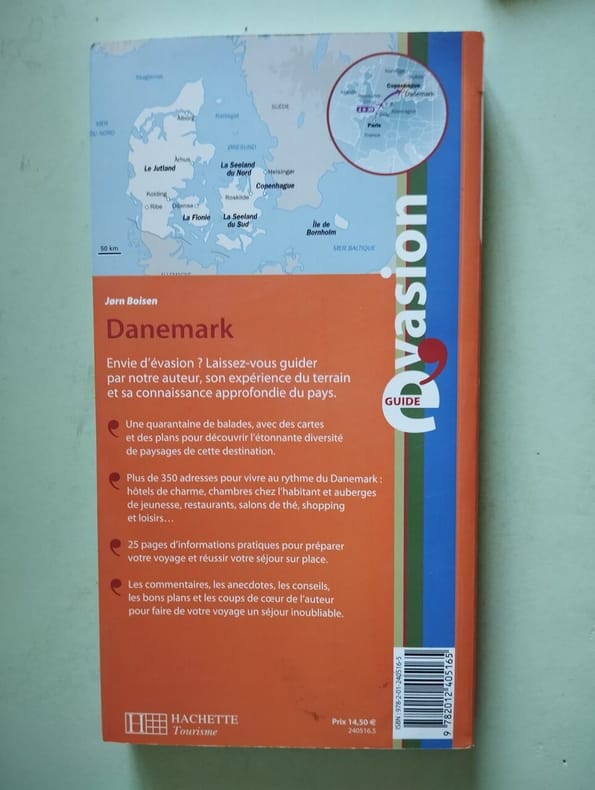 Skagerrak
MER
DU NORD
SUÈDE
Kattegat
Ålborg
ØRESUND
Århus
Le Jutland
La Seeland
du Nord
Helsingør
Copenhague
Kolding
Roskilde
Ribe
Odense
La Fionie
La Seeland
du Sud
Île de
Bornholm
MER BALTIQUE
50 km
ALLEMAGNE
Copenhague
Danemark
Allemagne
Paris
France
Jørn Boisen
Danemark
Envie d'évasion ? Laissez-vous guider
par notre auteur, son expérience du terrain
et sa connaissance approfondie du pays.
Une quarantaine de balades, avec des cartes
et des plans pour découvrir l'étonnante diversité
de paysages de cette destination.
Plus de 350 adresses pour vivre au rythme du Danemark :
hôtels de charme, chambres chez l'habitant et auberges
de jeunesse, restaurants, salons de thé, shopping
et loisirs…
25 pages d'informations pratiques pour préparer
votre voyage et réussir votre séjour sur place.
Les commentaires, les anecdotes, les conseils,
les bons plans et les coups de cœur de l'auteur
pour faire de votre voyage un séjour inoubliable.
GUIDE
évasion
HACHETTE
Tourisme
Prix 14,50 €
240516.5
ISBN : 978-2-01-240516-5
9 782012 405165